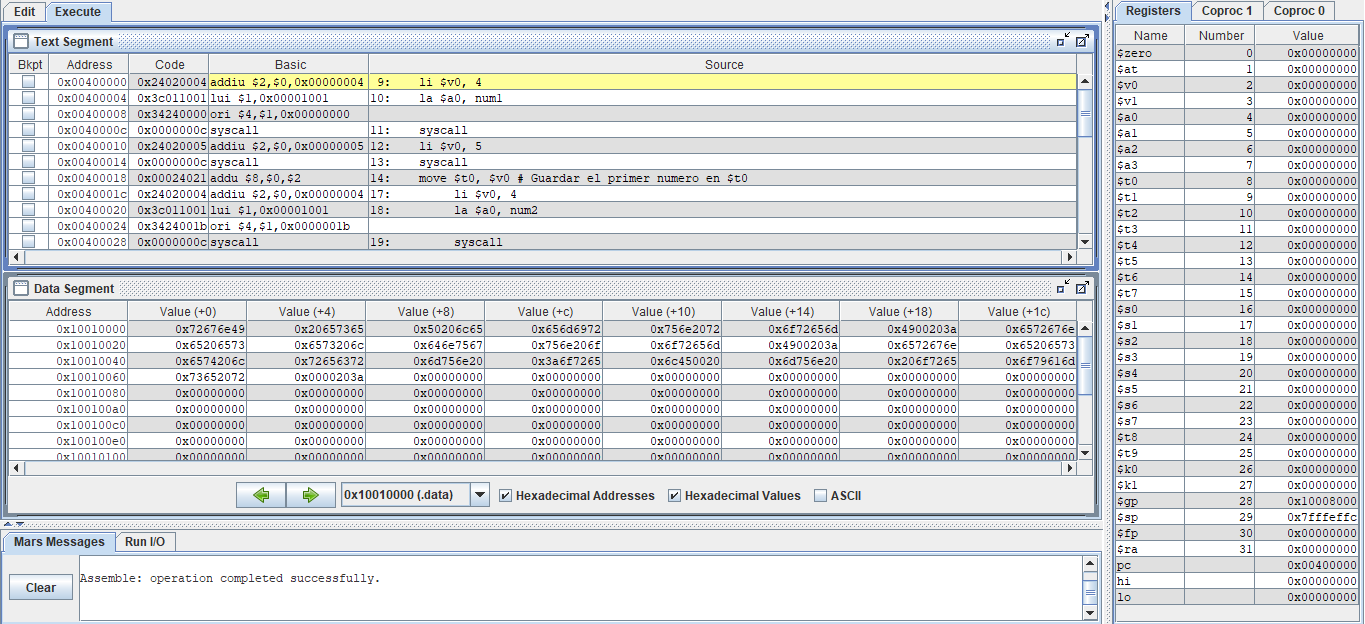 Edit Execute
Text Segment
Bkpt Address Code Basic Source
0x00400000 0x24020004 addiu $2,$0,0x00000004 9: li $v0, 4
0x00400004 0x3c011001 lui $1,0x00001001 10: la $a0, num1
0x00400008 0x34240000 ori $4,$1,0x00000000
0x0040000c 0x0000000c syscall 11: syscall
0x00400010 0x24020005 addiu $2,$0,0x00000005 12: li $v0, 5
0x00400014 0x0000000c syscall 13: syscall
0x00400018 0x00024021 addu $8,$0,$2 14: move $t0, $v0 # Guardar el primer numero en $t0
0x0040001c 0x24020004 addiu $2,$0,0x00000004 17: li $v0, 4
0x00400020 0x3c011001 lui $1,0x00001001 18: la $a0, num2
0x00400024 0x3424001b ori $4,$1,0x0000001b
0x00400028 0x0000000c syscall 19: syscall
Data Segment
Address Value (+0) Value (+4) Value (+8) Value (+c) Value (+10) Value (+14) Value (+18) Value (+1c)
0x10010000 0x72676e49 0x20657365 0x50206c65 0x656d6972 0x756e2072 0x6f72656d 0x4900203a 0x6572676e
0x10010020 0x65206573 0x6573206c 0x646e7567 0x756e206f 0x6f72656d 0x4900203a 0x6572676e 0x65206573
0x10010040 0x6574206c 0x72656372 0x6d756e20 0x3a6f7265 0x6c450020 0x6d756e20 0x206f7265 0x6f79616d
0x10010060 0x73652072 0x0000203a 0x00000000 0x00000000 0x00000000 0x00000000 0x00000000 0x00000000
0x10010080 0x00000000 0x00000000 0x00000000 0x00000000 0x00000000 0x00000000 0x00000000 0x00000000
0x100100a0 0x00000000 0x00000000 0x00000000 0x00000000 0x00000000 0x00000000 0x00000000 0x00000000
0x100100c0 0x00000000 0x00000000 0x00000000 0x00000000 0x00000000 0x00000000 0x00000000 0x00000000
0x100100e0 0x00000000 0x00000000 0x00000000 0x00000000 0x00000000 0x00000000 0x00000000 0x00000000
0x10010100 0x00000000 0x00000000 0x00000000 0x00000000 0x00000000 0x00000000 0x00000000 0x00000000
0x10010000 (.data) Hexadecimal Addresses Hexadecimal Values ASCII
Mars Messages Run I/O
Assemble: operation completed successfully.
Clear
Registers Coproc 1 Coproc 0
Name Number Value
$zero 0 0x00000000
$at 1 0x00000000
$v0 2 0x00000000
$v1 3 0x00000000
$a0 4 0x00000000
$a1 5 0x00000000
$a2 6 0x00000000
$a3 7 0x00000000
$t0 8 0x00000000
$t1 9 0x00000000
$t2 10 0x00000000
$t3 11 0x00000000
$t4 12 0x00000000
$t5 13 0x00000000
$t6 14 0x00000000
$t7 15 0x00000000
$s0 16 0x00000000
$s1 17 0x00000000
$s2 18 0x00000000
$s3 19 0x00000000
$s4 20 0x00000000
$s5 21 0x00000000
$s6 22 0x00000000
$s7 23 0x00000000
$t8 24 0x00000000
$t9 25 0x00000000
$k0 26 0x00000000
$k1 27 0x00000000
$gp 28 0x10008000
$sp 29 0x7fffeffc
$fp 30 0x00000000
$ra 31 0x00000000
pc 0x00400000
hi 0x00000000
lo 0x00000000